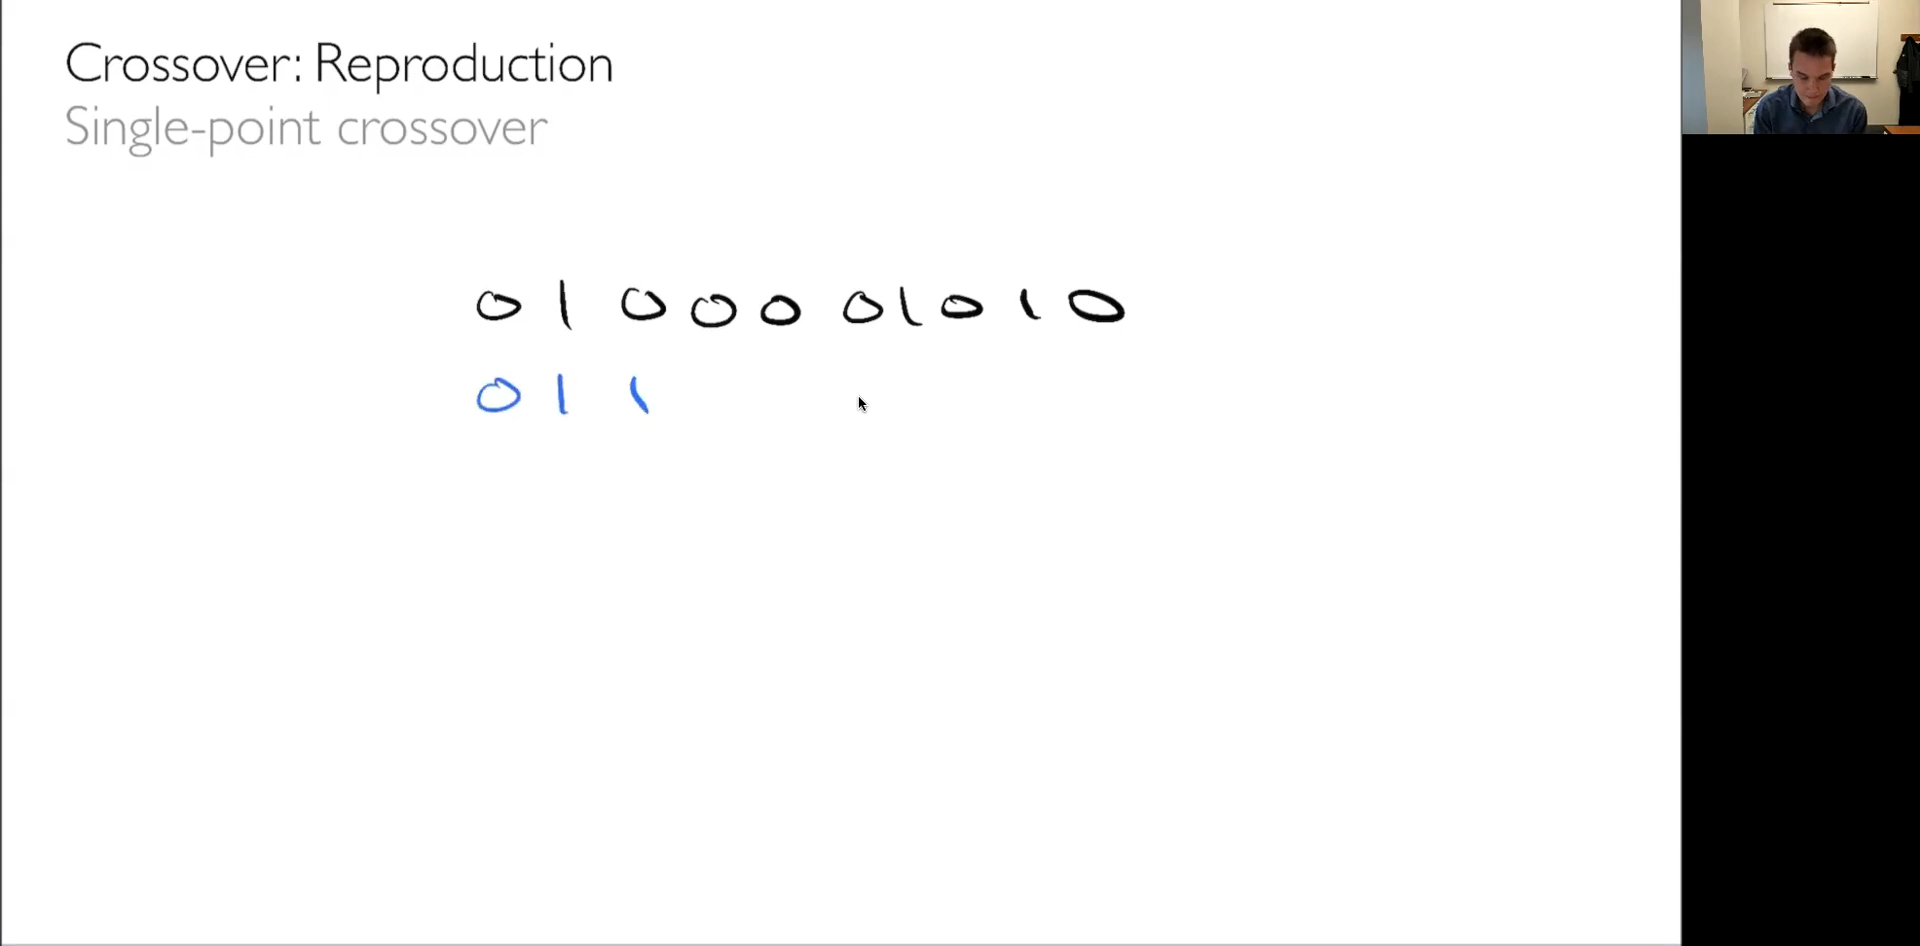 Crossover: Reproduction
Single-point crossover
0 1 0 0 0 0 1 0 1 0
0 1 1